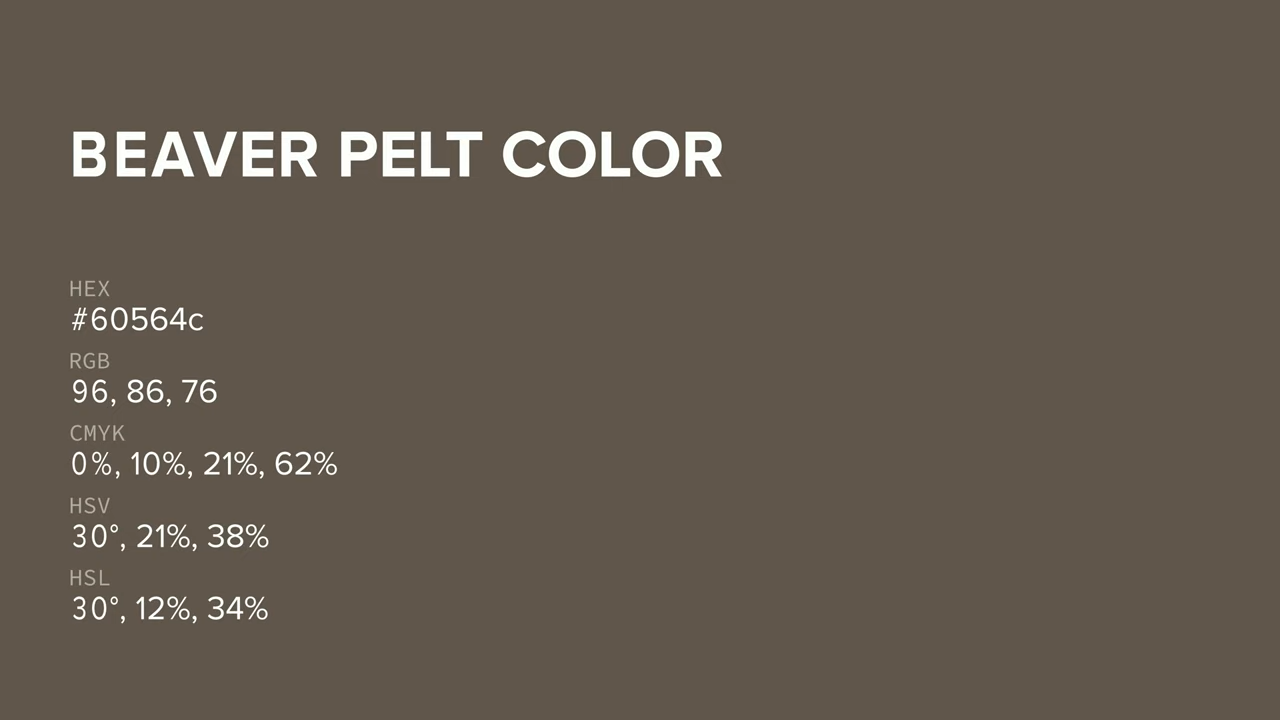 BEAVER PELT COLOR
HEX
#60564c
RGB
96, 86, 76
CMYK
0%, 10%, 21%, 62%
HSV
30°, 21%, 38%
HSL
30°, 12%, 34%